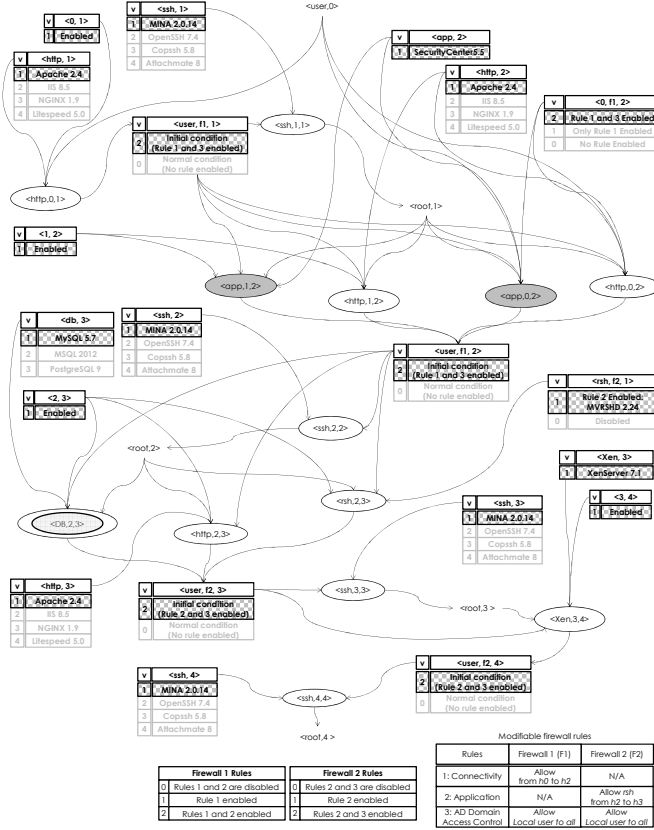 <user,0>
v <ssh, 1>
1 MINA 2.0.14
2 OpenSSH 7.4
3 Copssh 5.8
4 Attachmate 8
v <0, 1>
1 Enabled
v <app, 2>
1 SecurityCenter5.5
v <http, 1>
1 Apache 2.4
2 IIS 8.5
3 NGINX 1.9
4 Litespeed 5.0
v <http, 2>
1 Apache 2.4
2 IIS 8.5
3 NGINX 1.9
4 Litespeed 5.0
v <0, f1, 2>
2 Rule 1 and 3 Enabled
1 Only Rule 1 Enabled
0 No Rule Enabled
v <user, f1, 1>
2 Initial condition
(Rule 1 and 3 enabled)
0 Normal condition
(No rule enabled)
<ssh,1,1>
<http,0,1>
<root,1>
v <1, 2>
1 Enabled
<app,1,2>
<http,1,2>
<app,0,2>
<http,0,2>
v <db, 3>
1 MySQL 5.7
2 MSQL 2012
3 PostgreSQL 9
v <ssh, 2>
1 MINA 2.0.14
2 OpenSSH 7.4
3 Copssh 5.8
4 Attachmate 8
v <user, f1, 2>
2 Initial condition
(Rule 1 and 3 enabled)
0 Normal condition
(No rule enabled)
v <rsh, f2, 1>
1 Rule 2 Enabled:
MVRSHD 2.24
0 Disabled
v <2, 3>
1 Enabled
<ssh,2,2>
<root,2>
v <Xen, 3>
1 XenServer 7.1
<rsh,2,3>
v <3, 4>
1 Enabled
v <ssh, 3>
1 MINA 2.0.14
2 OpenSSH 7.4
3 Copssh 5.8
4 Attachmate 8
<DB,2,3>
<http,2,3>
v <http, 3>
1 Apache 2.4
2 IIS 8.5
3 NGINX 1.9
4 Litespeed 5.0
v <user, f2, 3>
2 Initial condition
(Rule 2 and 3 enabled)
0 Normal condition
(No rule enabled)
<ssh,3,3>
<root,3 >
<Xen,3,4>
v <ssh, 4>
1 MINA 2.0.14
2 OpenSSH 7.4
3 Copssh 5.8
4 Attachmate 8
v <user, f2, 4>
2 Initial condition
(Rule 2 and 3 enabled)
0 Normal condition
(No rule enabled)
<ssh,4,4>
<root,4 >
Firewall 1 Rules
0 Rules 1 and 2 are disabled
1 Rule 1 enabled
2 Rules 1 and 2 enabled
Firewall 2 Rules
0 Rules 2 and 3 are disabled
1 Rule 2 enabled
2 Rules 2 and 3 enabled
Modifiable firewall rules
Rules Firewall 1 (F1) Firewall 2 (F2)
1: Connectivity Allow from h0 to h2 N/A
2: Application N/A Allow rsh from h2 to h3
3: AD Domain Access Control Allow Local user to all Allow Local user to all